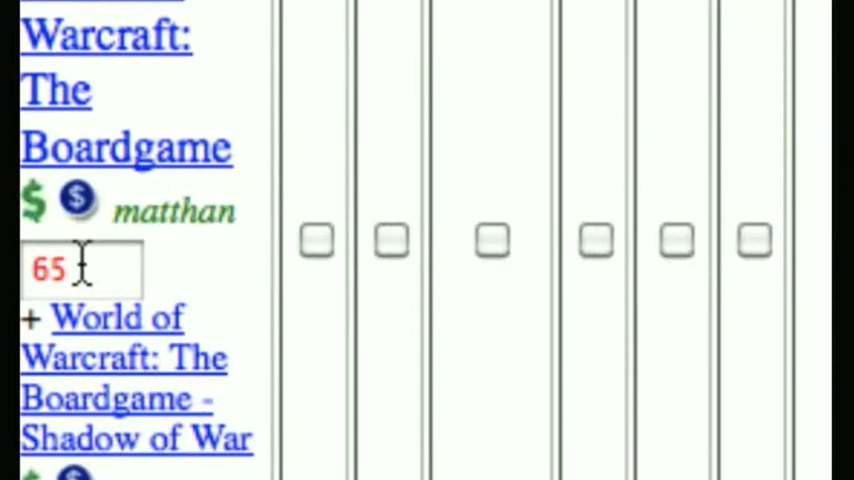 Warcraft:
The
Boardgame
$ $ matthan
65
+ World of
Warcraft: The
Boardgame -
Shadow of War